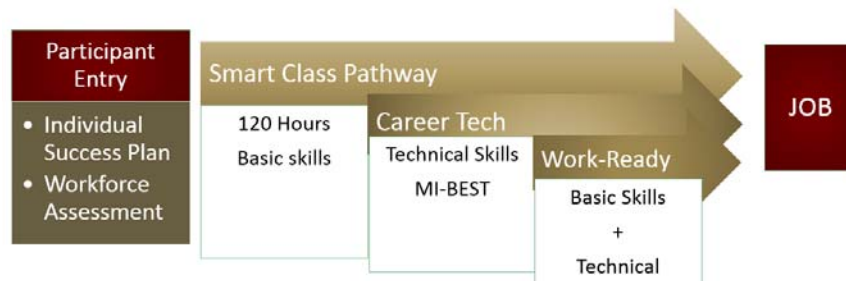 Participant
Entry
• Individual
Success Plan
• Workforce
Assessment
Smart Class Pathway
120 Hours
Basic skills
Career Tech
Technical Skills
MI-BEST
Work-Ready
Basic Skills
+
Technical
JOB